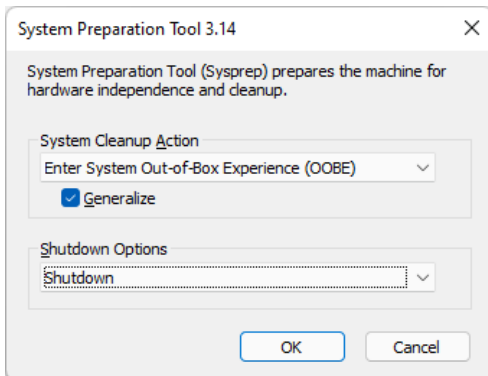 System Preparation Tool 3.14
System Preparation Tool (Sysprep) prepares the machine for
hardware independence and cleanup.
System Cleanup Action
Enter System Out-of-Box Experience (OOBE)
Generalize
Shutdown Options
Shutdown
OK
Cancel